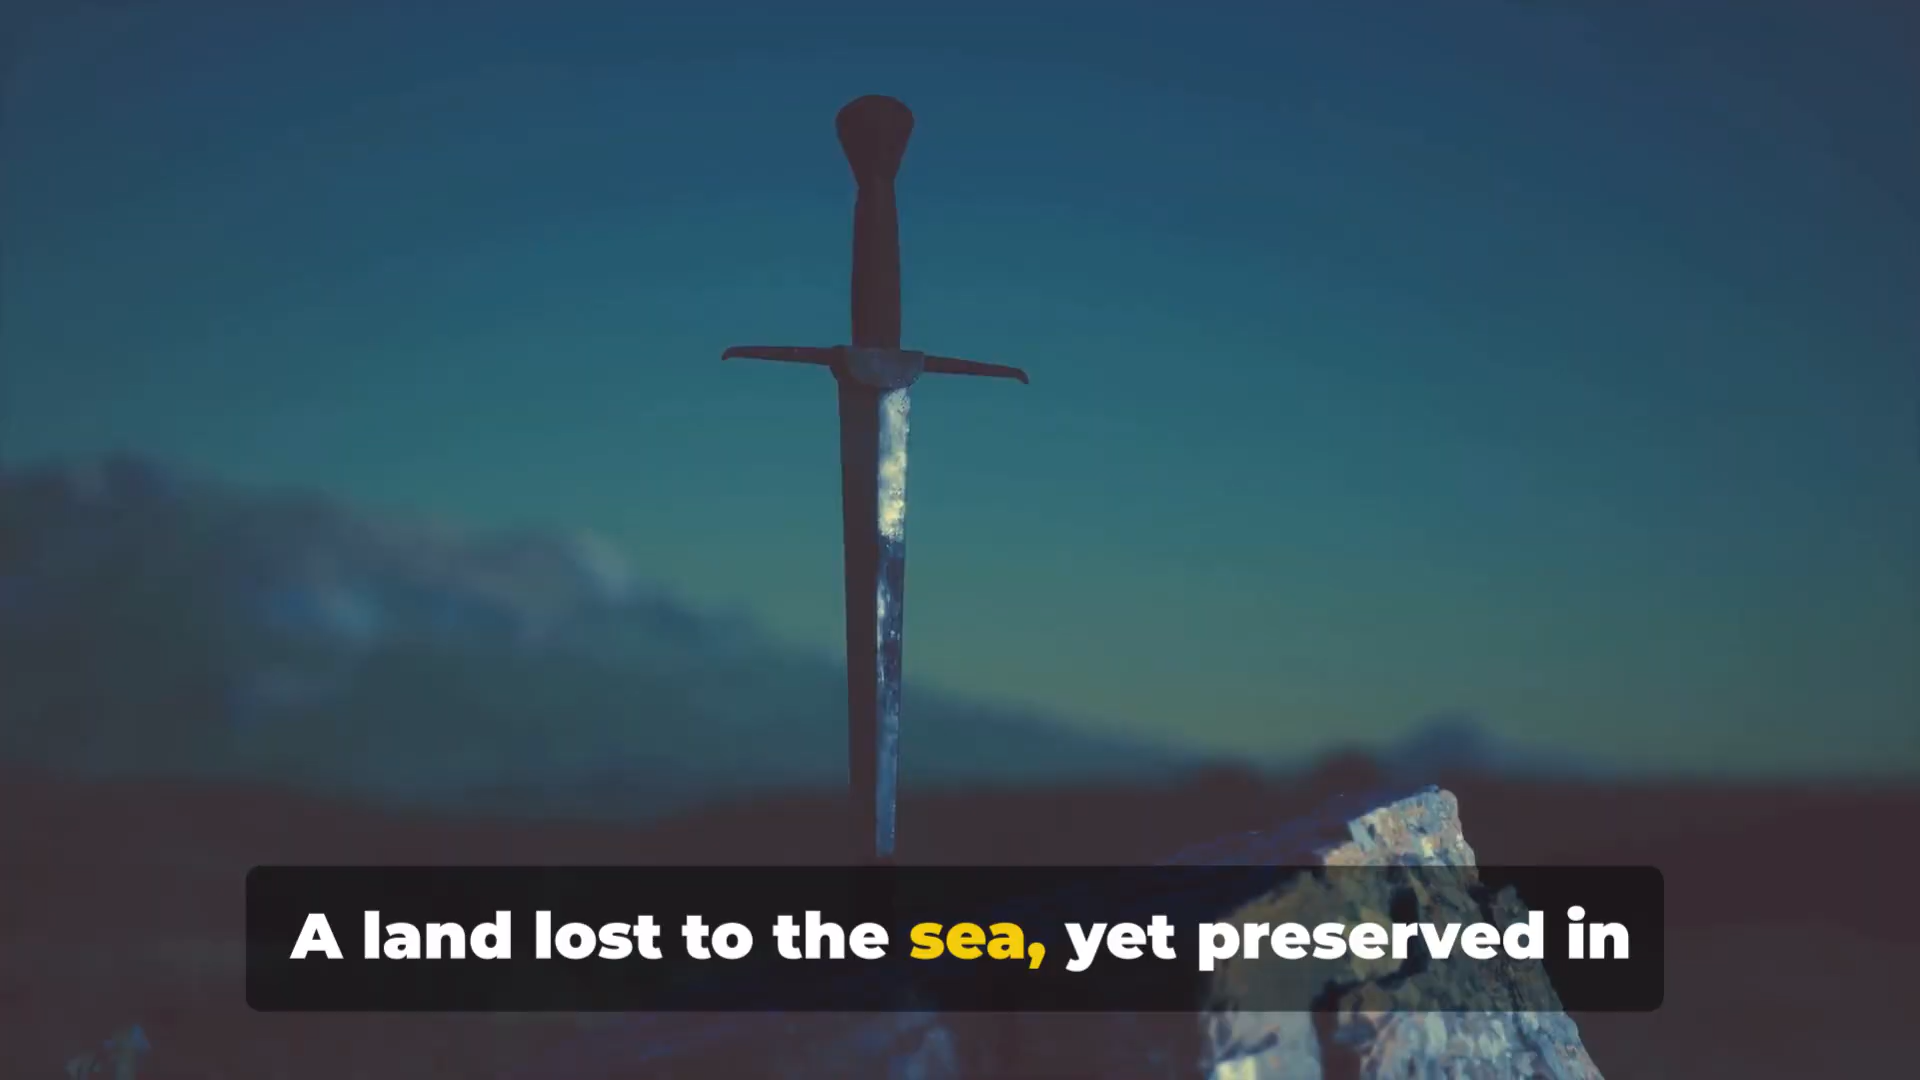 A land lost to the sea, yet preserved in